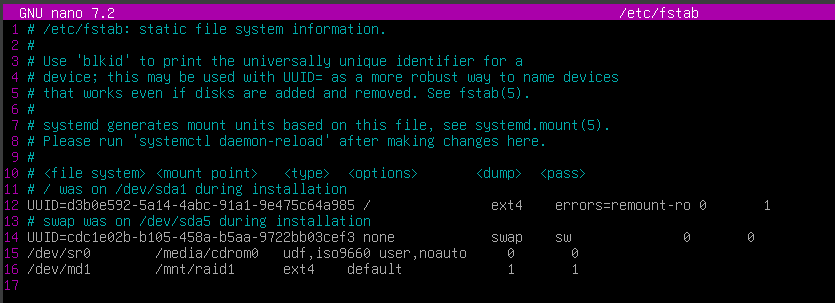 GNU nano 7.2 /etc/fstab
1 # /etc/fstab: static file system information.
2 #
3 # Use 'blkid' to print the universally unique identifier for a
4 # device; this may be used with UUID= as a more robust way to name devices
5 # that works even if disks are added and removed. See fstab(5).
6 #
7 # systemd generates mount units based on this file, see systemd.mount(5).
8 # Please run 'systemctl daemon-reload' after making changes here.
9 #
10 # <file system> <mount point>   <type>  <options>       <dump>  <pass>
11 # / was on /dev/sda1 during installation
12 UUID=d3b0e592-5a14-4abc-91a1-9e475c64a985 /               ext4    errors=remount-ro 0       1
13 # swap was on /dev/sda5 during installation
14 UUID=cdc1e02b-b105-458a-b5aa-9722bb03cef3 none            swap    sw              0       0
15 /dev/sr0        /media/cdrom0   udf,iso9660 user,noauto     0       0
16 /dev/md1        /mnt/raid1      ext4    default             1       1
17